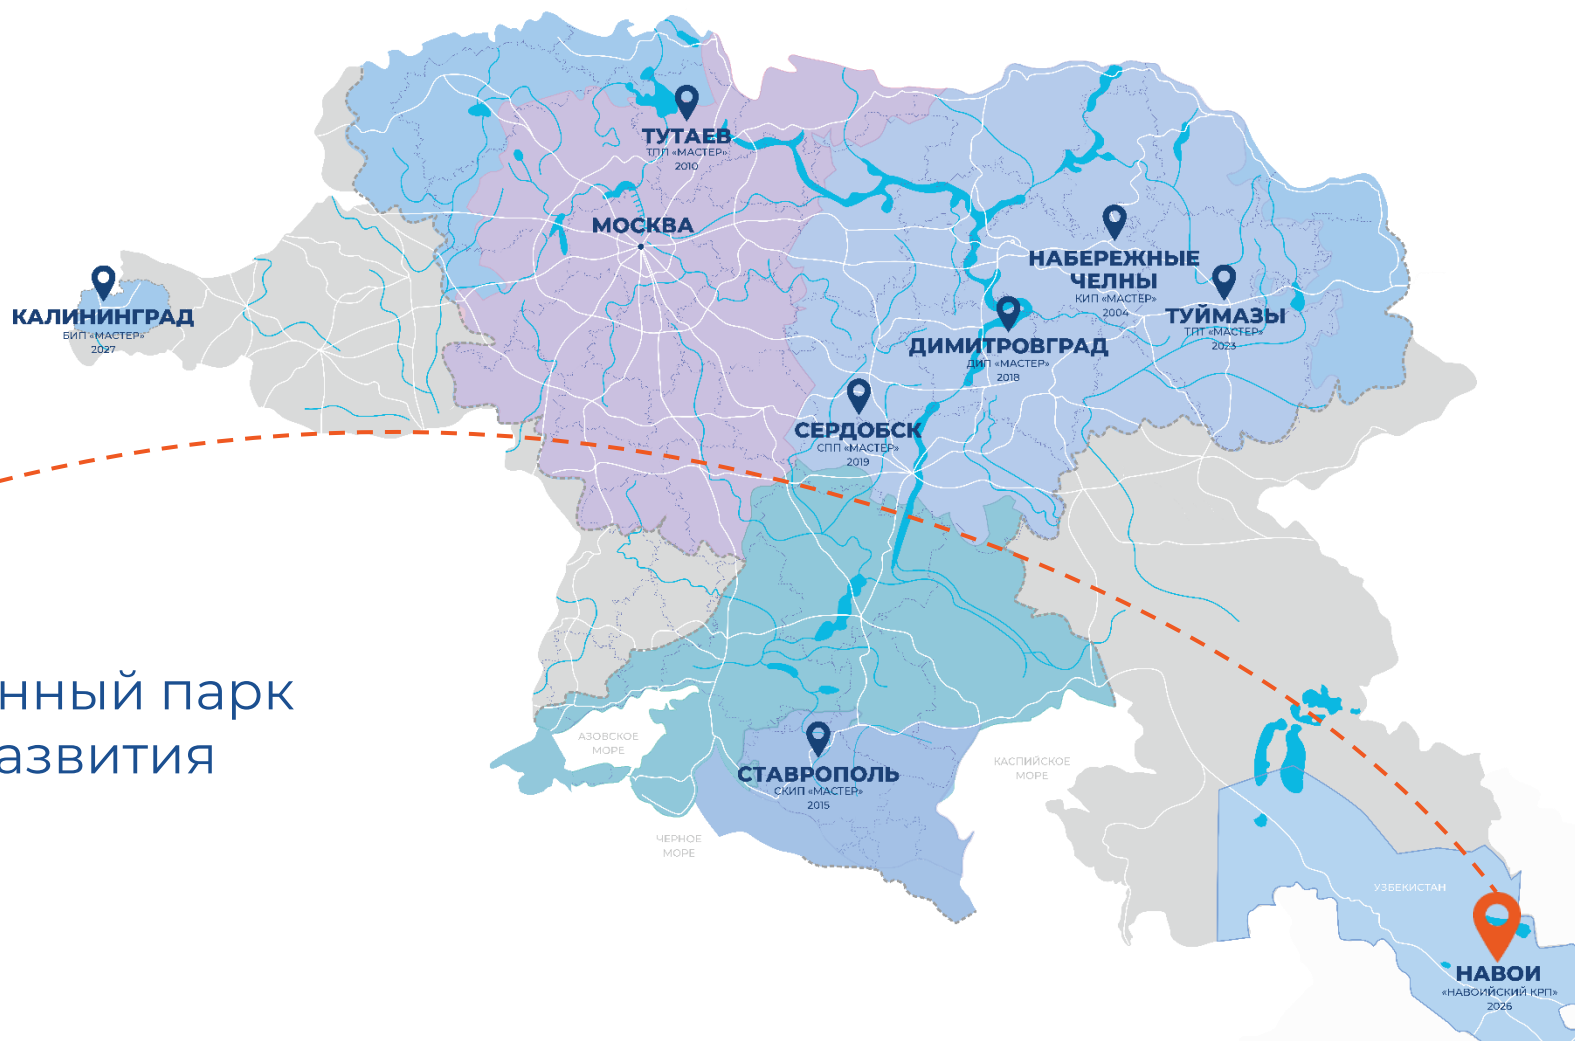 ТУТАЕВ
ТПП «МАСТЕР»
2010
МОСКВА
НАБЕРЕЖНЫЕ
ЧЕЛНЫ
КИП «МАСТЕР»
2004
КАЛИНИНГРАД
БИП «МАСТЕР»
2027
ТУЙМАЗЫ
ТПТ «МАСТЕР»
2023
ДИМИТРОВГРАД
ДИП «МАСТЕР»
2018
СЕРДОБСК
СПП «МАСТЕР»
2019
нный парк
азвития
АЗОВСКОЕ
МОРЕ
КАСПИЙСКОЕ
МОРЕ
СТАВРОПОЛЬ
СКИП «МАСТЕР»
2015
ЧЕРНОЕ
МОРЕ
УЗБЕКИСТАН
НАВОИ
«НАВОИЙСКИЙ КРП»
2026